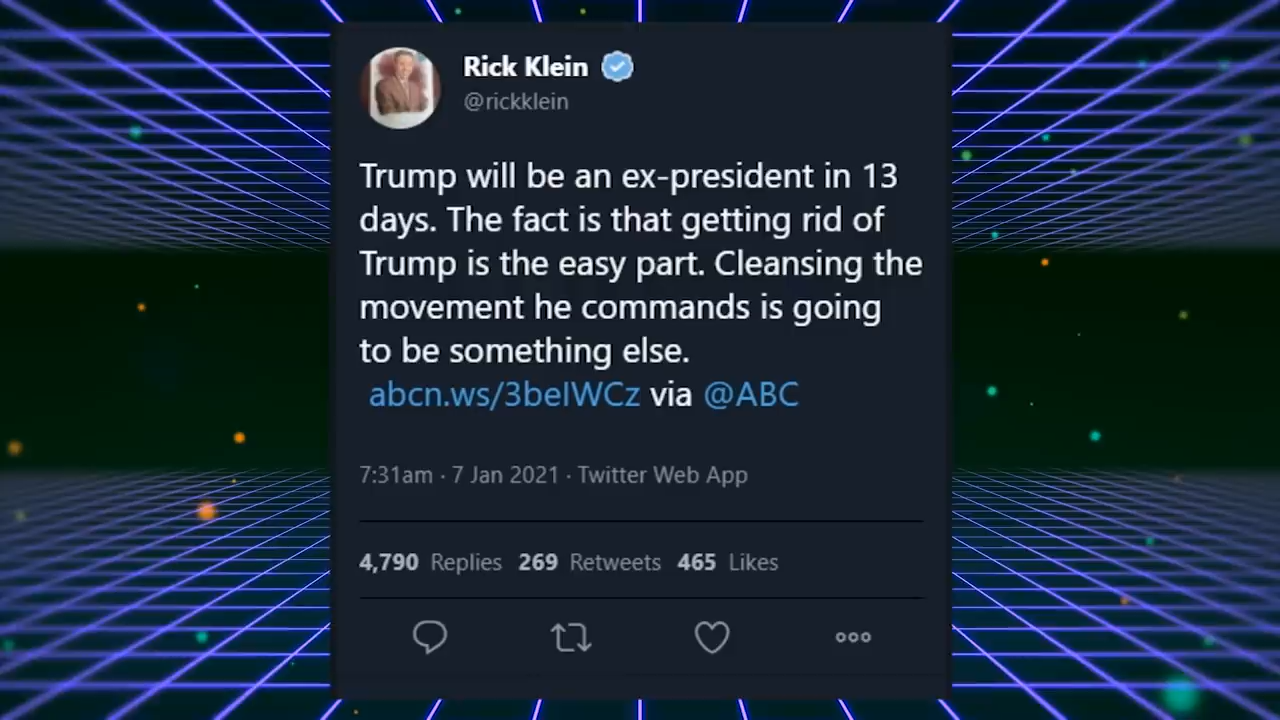 Rick Klein
@rickklein
Trump will be an ex-president in 13
days. The fact is that getting rid of
Trump is the easy part. Cleansing the
movement he commands is going
to be something else.
abcn.ws/3beIWCz via @ABC
7:31am · 7 Jan 2021 · Twitter Web App
4,790 Replies 269 Retweets 465 Likes